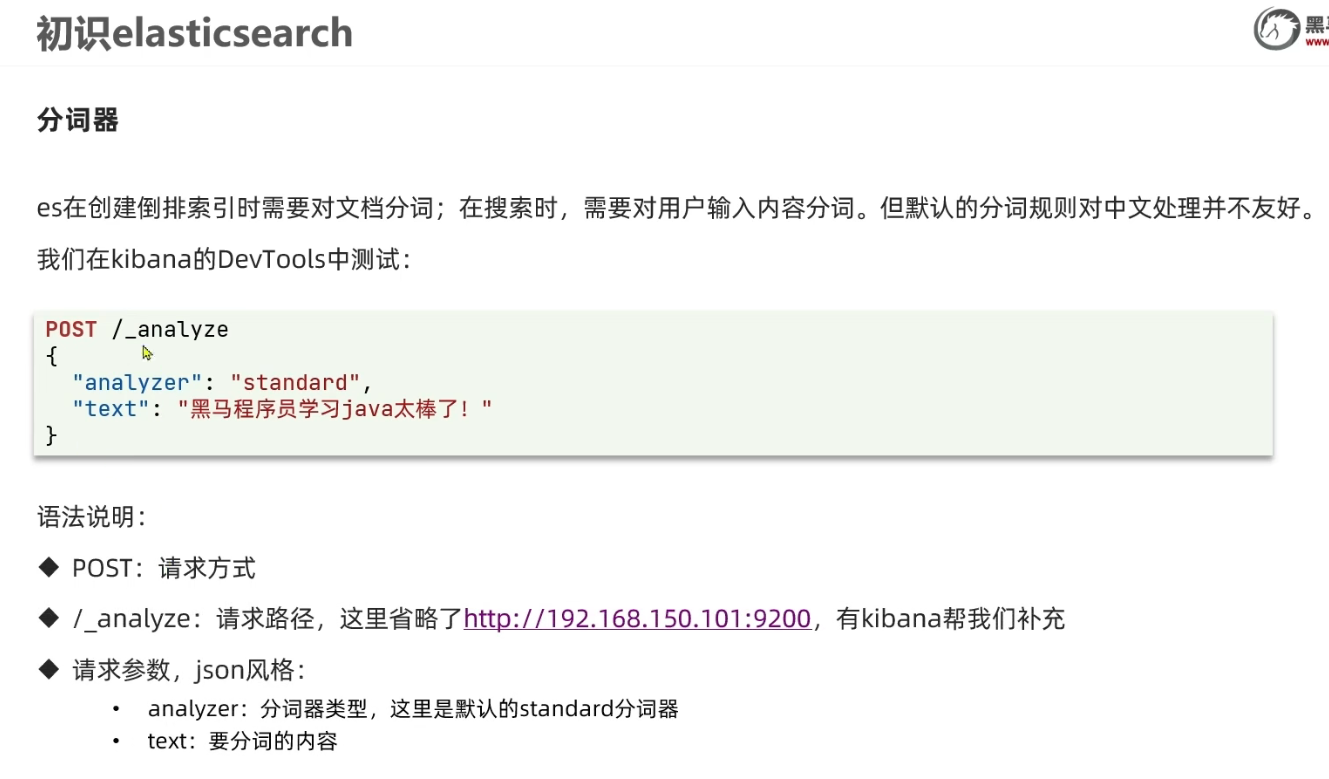 初识elasticsearch
黑
www
分词器
es在创建倒排索引时需要对文档分词；在搜索时，需要对用户输入内容分词。但默认的分词规则对中文处理并不友好。
我们在kibana的DevTools中测试：
POST /_analyze
{
"analyzer": "standard",
"text": "黑马程序员学习java太棒了！"
}
语法说明：
◆ POST：请求方式
◆ /_analyze：请求路径，这里省略了http://192.168.150.101:9200，有kibana帮我们补充
◆ 请求参数，json风格：
• analyzer：分词器类型，这里是默认的standard分词器
• text：要分词的内容